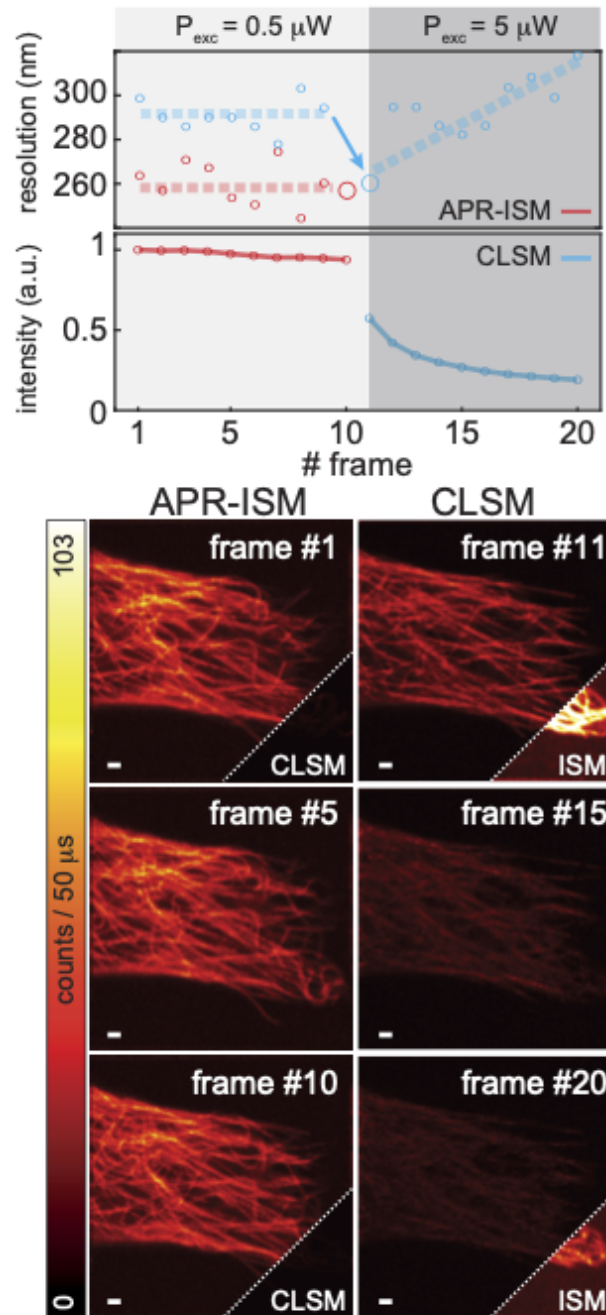 P_exc = 0.5 μW P_exc = 5 μW
resolution (nm)
300
280
260
APR-ISM
intensity (a.u.)
1
0.5
0
CLSM
1 5 10 15 20
# frame
APR-ISM CLSM
103
counts / 50 μs
0
frame #1
CLSM
frame #11
ISM
frame #5
frame #15
frame #10
CLSM
frame #20
ISM